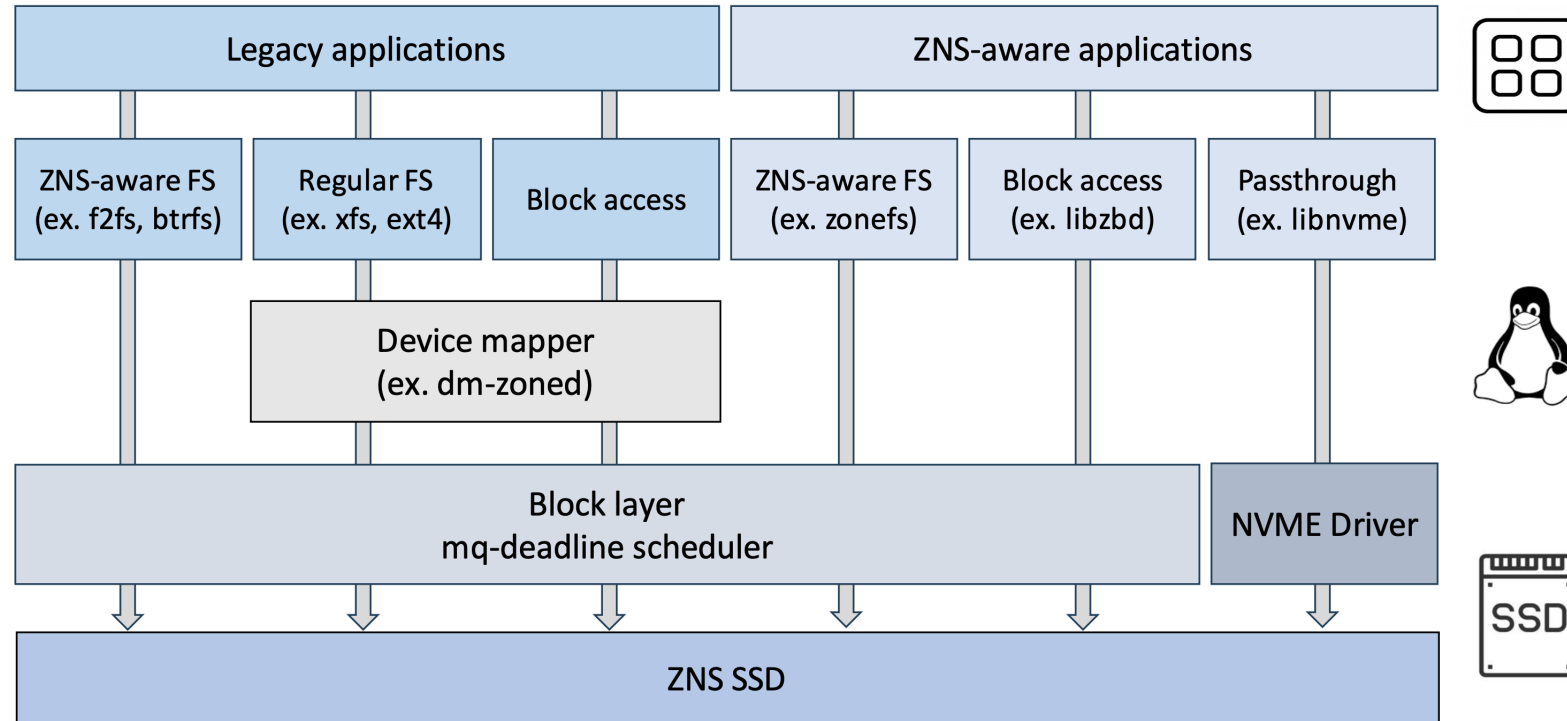 Legacy applications
ZNS-aware applications
ZNS-aware FS
(ex. f2fs, btrfs)
Regular FS
(ex. xfs, ext4)
Block access
ZNS-aware FS
(ex. zonefs)
Block access
(ex. libzbd)
Passthrough
(ex. libnvme)
Device mapper
(ex. dm-zoned)
Block layer
mq-deadline scheduler
NVME Driver
SSD
ZNS SSD